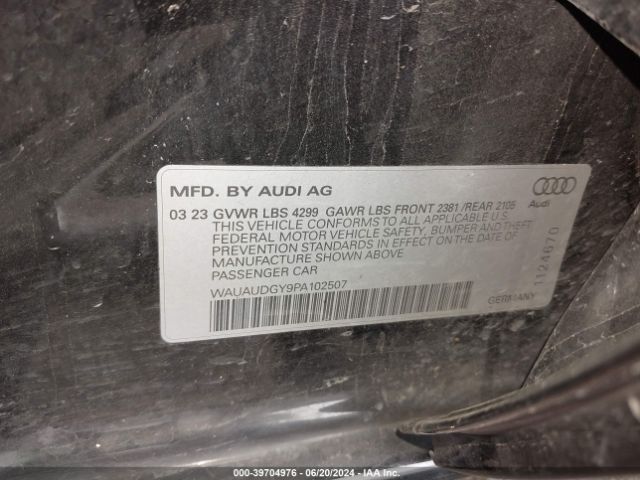 MFD. BY AUDI AG
Audi
03 23 GVWR LBS 4299 GAWR LBS FRONT 2381 /REAR 2105
THIS VEHICLE CONFORMS TO ALL APPLICABLE U.S.
FEDERAL MOTOR VEHICLE SAFETY, BUMPER AND THEFT
PREVENTION STANDARDS IN EFFECT ON THE DATE OF
MANUFACTURE SHOWN ABOVE
PASSENGER CAR
WAUAUDGY9PA102507
GERMANY
1124670
000-39704976 - 06/20/2024 - IAA Inc.